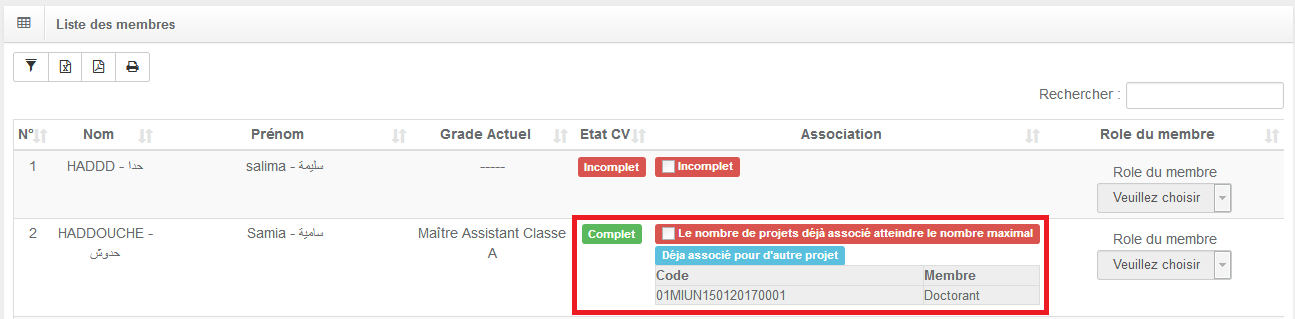 Liste des membres
Rechercher :
N° Nom Prénom Grade Actuel Etat CV Association Role du membre
1 HADDD - حدا salima - سليمة ----- Incomplet Incomplet Role du membre
Veuillez choisir
2 HADDOUCHE - حدوش Samia - سامية Maître Assistant Classe A Complet Le nombre de projets déjà associé atteindre le nombre maximal Role du membre
Déja associé pour d'autre projet Veuillez choisir
Code Membre
01MIUN150120170001 Doctorant